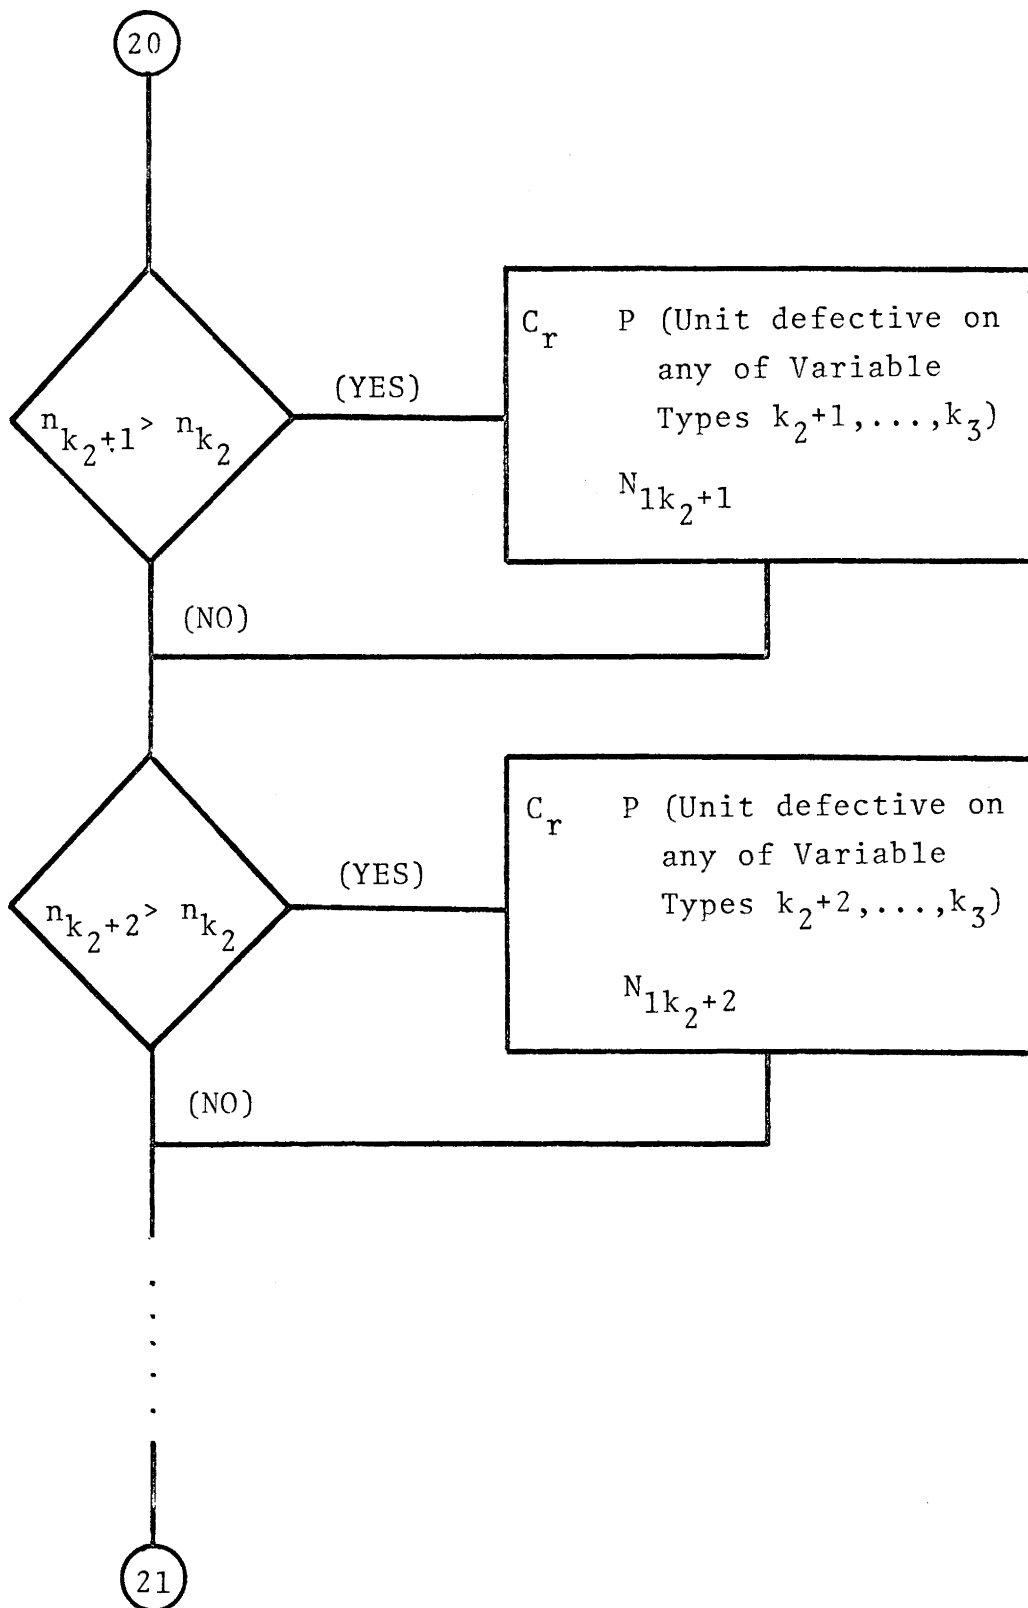 20
n_{k_2+1} > n_{k_2}
(YES)
C_r P (Unit defective on
any of Variable
Types k_2+1,...,k_3)
N_{1k_2+1}
(NO)
n_{k_2+2} > n_{k_2}
(YES)
C_r P (Unit defective on
any of Variable
Types k_2+2,...,k_3)
N_{1k_2+2}
(NO)
21